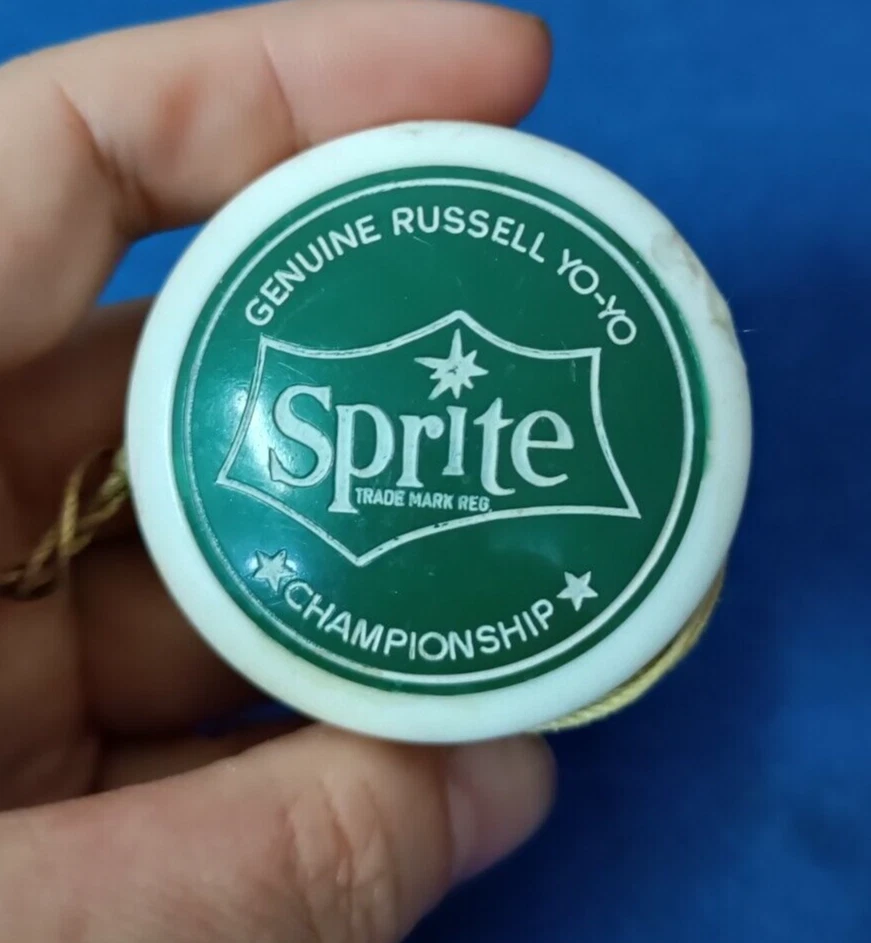 GENUINE RUSSELL YO-YO
Sprite
TRADE MARK REG.
CHAMPIONSHIP